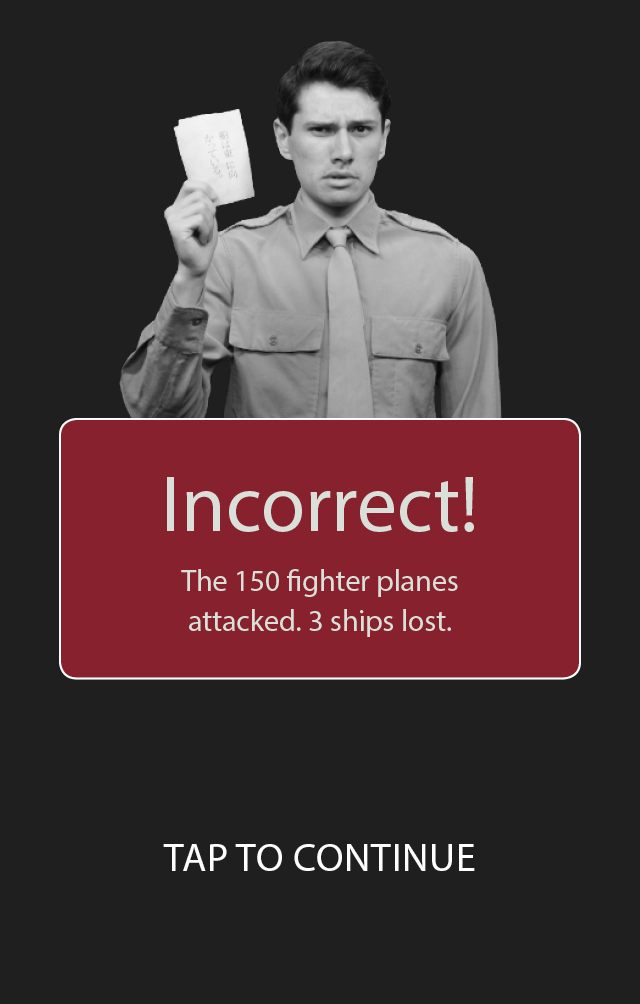 Incorrect!
The 150 fighter planes
attacked. 3 ships lost.
TAP TO CONTINUE